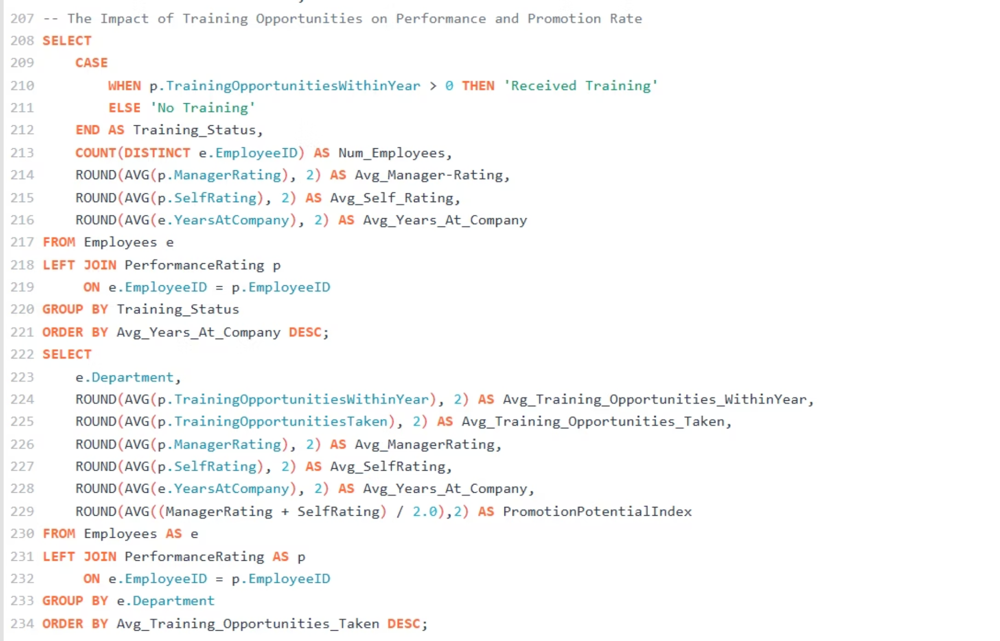 207 -- The Impact of Training Opportunities on Performance and Promotion Rate
208 SELECT
209     CASE
210         WHEN p.TrainingOpportunitiesWithinYear > 0 THEN 'Received Training'
211         ELSE 'No Training'
212     END AS Training_Status,
213     COUNT(DISTINCT e.EmployeeID) AS Num_Employees,
214     ROUND(AVG(p.ManagerRating), 2) AS Avg_Manager-Rating,
215     ROUND(AVG(p.SelfRating), 2) AS Avg_Self_Rating,
216     ROUND(AVG(e.YearsAtCompany), 2) AS Avg_Years_At_Company
217 FROM Employees e
218 LEFT JOIN PerformanceRating p
219      ON e.EmployeeID = p.EmployeeID
220 GROUP BY Training_Status
221 ORDER BY Avg_Years_At_Company DESC;
222 SELECT
223     e.Department,
224     ROUND(AVG(p.TrainingOpportunitiesWithinYear), 2) AS Avg_Training_Opportunities_WithinYear,
225     ROUND(AVG(p.TrainingOpportunitiesTaken), 2) AS Avg_Training_Opportunities_Taken,
226     ROUND(AVG(p.ManagerRating), 2) AS Avg_ManagerRating,
227     ROUND(AVG(p.SelfRating), 2) AS Avg_SelfRating,
228     ROUND(AVG(e.YearsAtCompany), 2) AS Avg_Years_At_Company,
229     ROUND(AVG((ManagerRating + SelfRating) / 2.0),2) AS PromotionPotentialIndex
230 FROM Employees AS e
231 LEFT JOIN PerformanceRating AS p
232      ON e.EmployeeID = p.EmployeeID
233 GROUP BY e.Department
234 ORDER BY Avg_Training_Opportunities_Taken DESC;